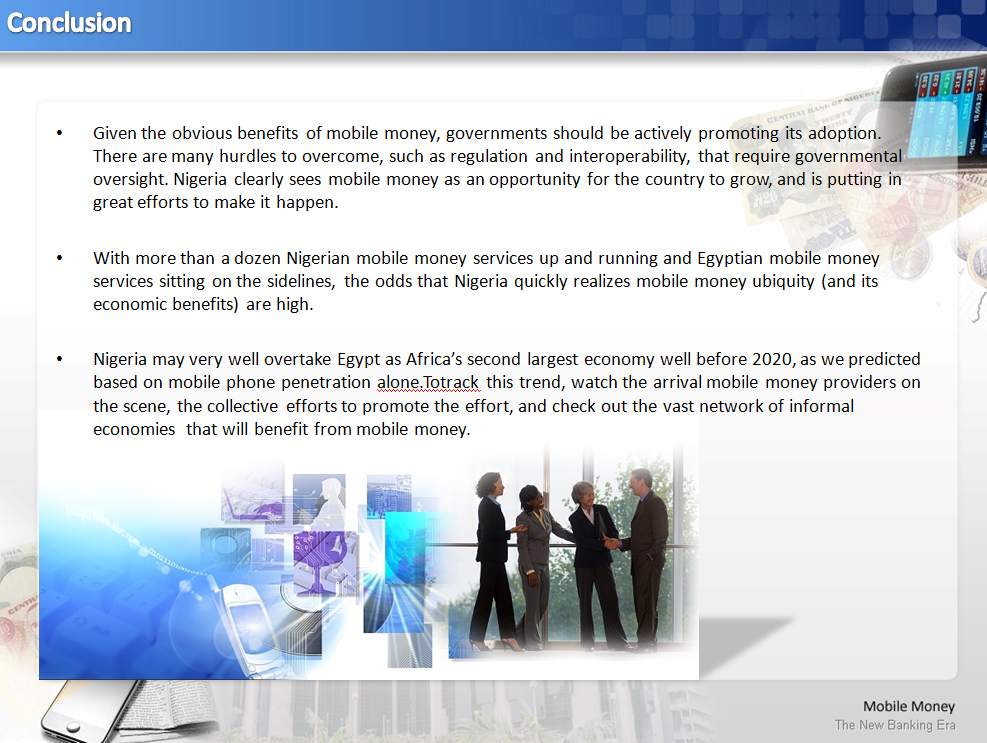 Conclusion
• Given the obvious benefits of mobile money, governments should be actively promoting its adoption.
There are many hurdles to overcome, such as regulation and interoperability, that require governmental
oversight. Nigeria clearly sees mobile money as an opportunity for the country to grow, and is putting in
great efforts to make it happen.
• With more than a dozen Nigerian mobile money services up and running and Egyptian mobile money
services sitting on the sidelines, the odds that Nigeria quickly realizes mobile money ubiquity (and its
economic benefits) are high.
• Nigeria may very well overtake Egypt as Africa's second largest economy well before 2020, as we predicted
based on mobile phone penetration alone.Totrack this trend, watch the arrival mobile money providers on
the scene, the collective efforts to promote the effort, and check out the vast network of informal
economies that will benefit from mobile money.
CENTRAL BANK OF NIGERIA
Mobile Money
The New Banking Era